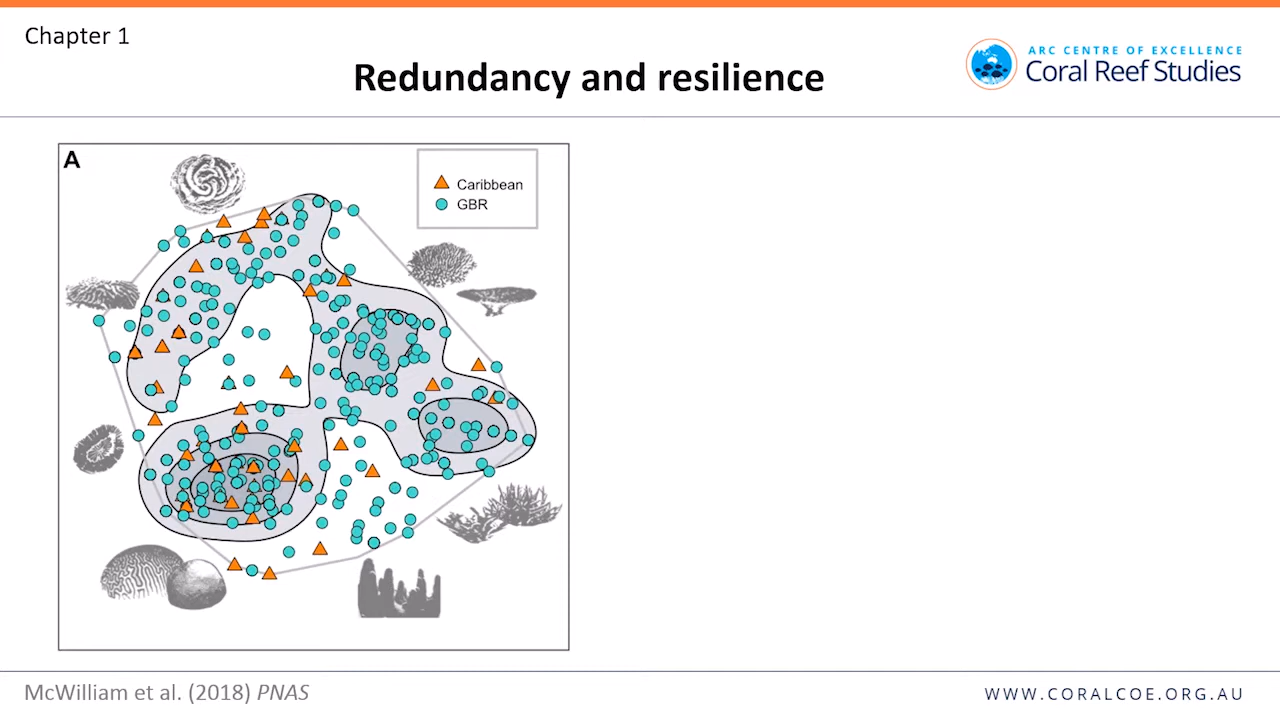 Chapter 1
Redundancy and resilience
ARC CENTRE OF EXCELLENCE
Coral Reef Studies
A
Caribbean
GBR
McWilliam et al. (2018) PNAS
WWW.CORALCOE.ORG.AU